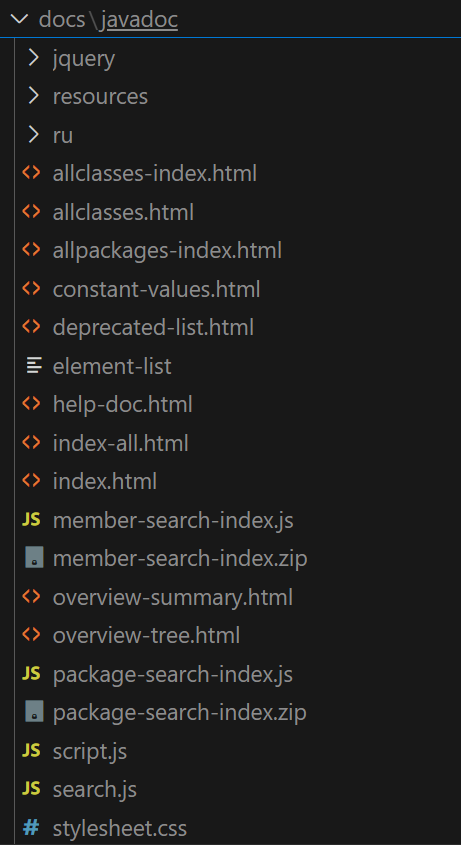 docs\javadoc
jquery
resources
ru
allclasses-index.html
allclasses.html
allpackages-index.html
constant-values.html
deprecated-list.html
element-list
help-doc.html
index-all.html
index.html
JS member-search-index.js
member-search-index.zip
overview-summary.html
overview-tree.html
JS package-search-index.js
package-search-index.zip
JS script.js
JS search.js
# stylesheet.css